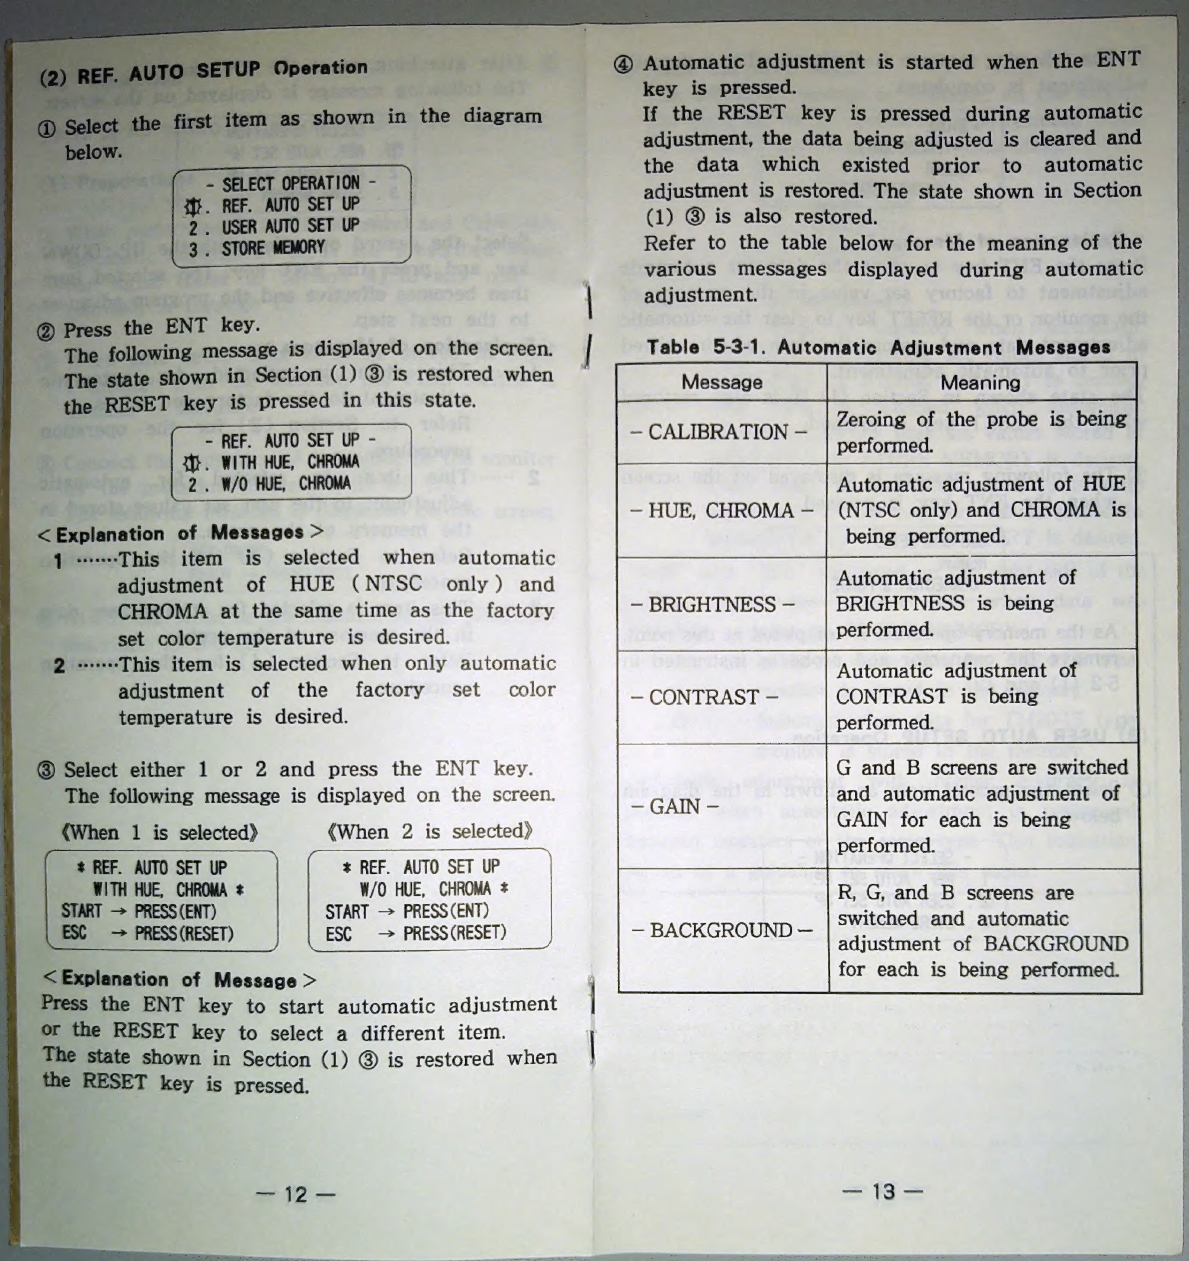 (2) REF. AUTO SETUP Operation
① Select the first item as shown in the diagram
below.
- SELECT OPERATION -
1. REF. AUTO SET UP
2. USER AUTO SET UP
3. STORE MEMORY
② Press the ENT key.
The following message is displayed on the screen.
The state shown in Section (1) ③ is restored when
the RESET key is pressed in this state.
- REF. AUTO SET UP -
1. WITH HUE, CHROMA
2. W/O HUE, CHROMA
<Explanation of Messages>
1 ······· This item is selected when automatic
adjustment of HUE (NTSC only) and
CHROMA at the same time as the factory
set color temperature is desired.
2 ······· This item is selected when only automatic
adjustment of the factory set color
temperature is desired.
③ Select either 1 or 2 and press the ENT key.
The following message is displayed on the screen.
《When 1 is selected》
* REF. AUTO SET UP
WITH HUE, CHROMA *
START → PRESS(ENT)
ESC → PRESS(RESET)
《When 2 is selected》
* REF. AUTO SET UP
W/O HUE, CHROMA *
START → PRESS(ENT)
ESC → PRESS(RESET)
<Explanation of Message>
Press the ENT key to start automatic adjustment
or the RESET key to select a different item.
The state shown in Section (1) ③ is restored when
the RESET key is pressed.
— 12 —
④ Automatic adjustment is started when the ENT
key is pressed.
If the RESET key is pressed during automatic
adjustment, the data being adjusted is cleared and
the data which existed prior to automatic
adjustment is restored. The state shown in Section
(1) ③ is also restored.
Refer to the table below for the meaning of the
various messages displayed during automatic
adjustment.
Table 5-3-1. Automatic Adjustment Messages
Message Meaning
– CALIBRATION –
Zeroing of the probe is being
performed.
– HUE, CHROMA –
Automatic adjustment of HUE
(NTSC only) and CHROMA is
being performed.
– BRIGHTNESS –
Automatic adjustment of
BRIGHTNESS is being
performed.
– CONTRAST –
Automatic adjustment of
CONTRAST is being
performed.
– GAIN –
G and B screens are switched
and automatic adjustment of
GAIN for each is being
performed.
– BACKGROUND –
R, G, and B screens are
switched and automatic
adjustment of BACKGROUND
for each is being performed.
— 13 —